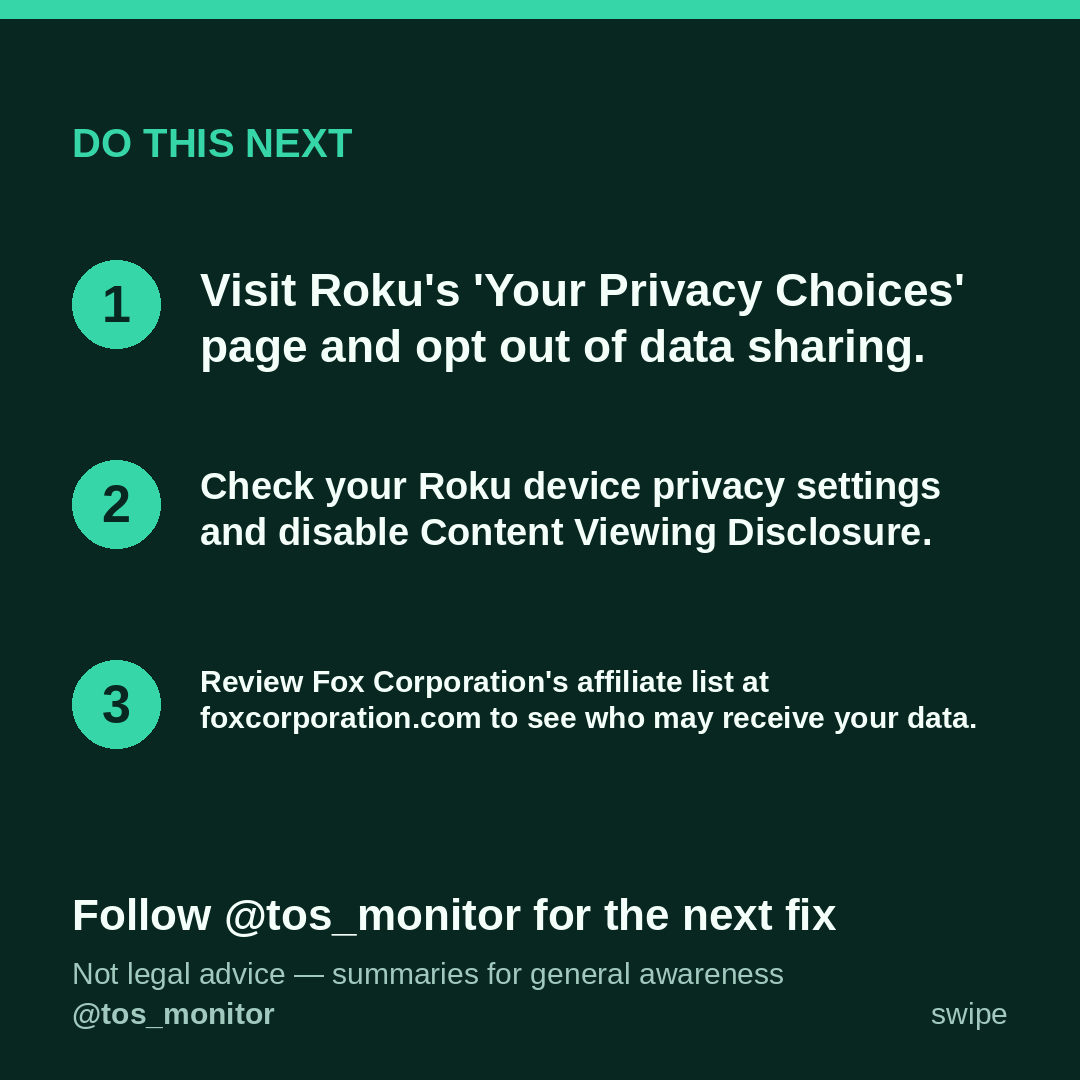 DO THIS NEXT
1
Visit Roku's 'Your Privacy Choices'
page and opt out of data sharing.
2
Check your Roku device privacy settings
and disable Content Viewing Disclosure.
3
Review Fox Corporation's affiliate list at
foxcorporation.com to see who may receive your data.
Follow @tos_monitor for the next fix
Not legal advice — summaries for general awareness
@tos_monitor
swipe